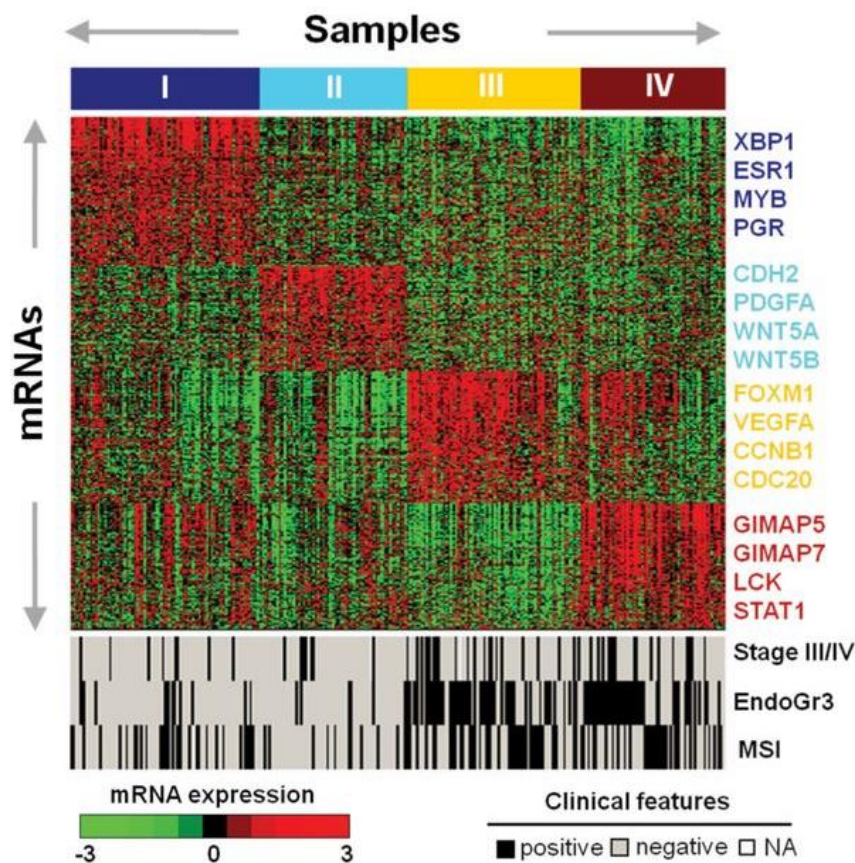 Samples
I II III IV
mRNAs
XBP1
ESR1
MYB
PGR
CDH2
PDGFA
WNT5A
WNT5B
FOXM1
VEGFA
CCNB1
CDC20
GIMAP5
GIMAP7
LCK
STAT1
Stage III/IV
EndoGr3
MSI
mRNA expression
-3 0 3
Clinical features
positive negative NA